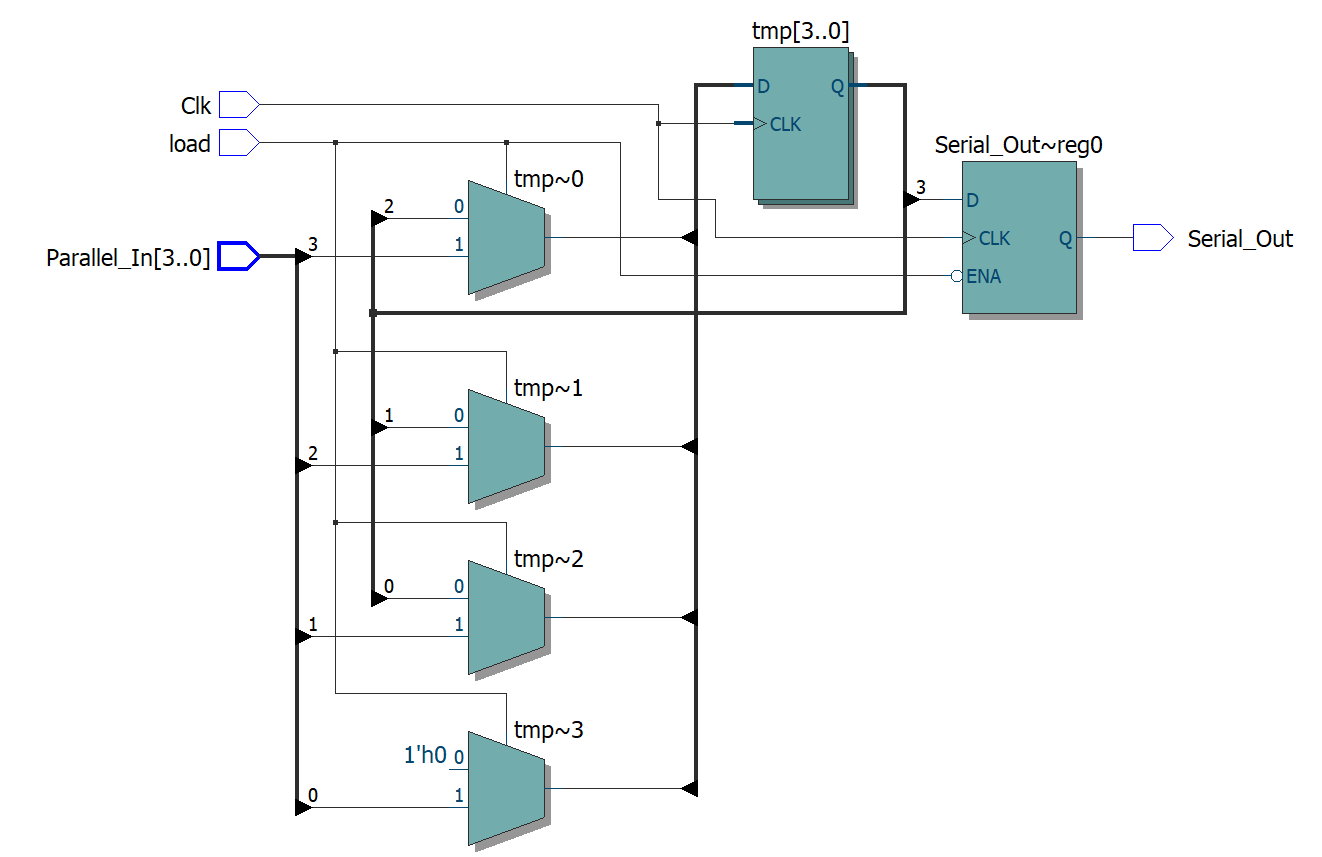 tmp[3..0]
Clk
D
Q
CLK
load
Serial_Out~reg0
tmp~0
2
0
3
D
3
1
CLK
Q
Serial_Out
Parallel_In[3..0]
ENA
tmp~1
1
0
2
1
tmp~2
0
0
1
1
tmp~3
1'h0
0
0
1